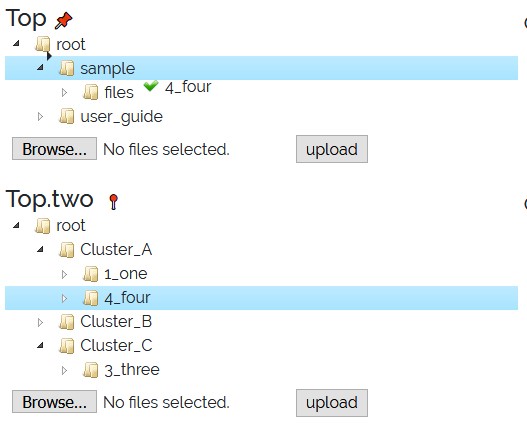 Top
root
sample
files 4_four
user_guide
Browse... No files selected. upload
Top.two
root
Cluster_A
1_one
4_four
Cluster_B
Cluster_C
3_three
Browse... No files selected. upload